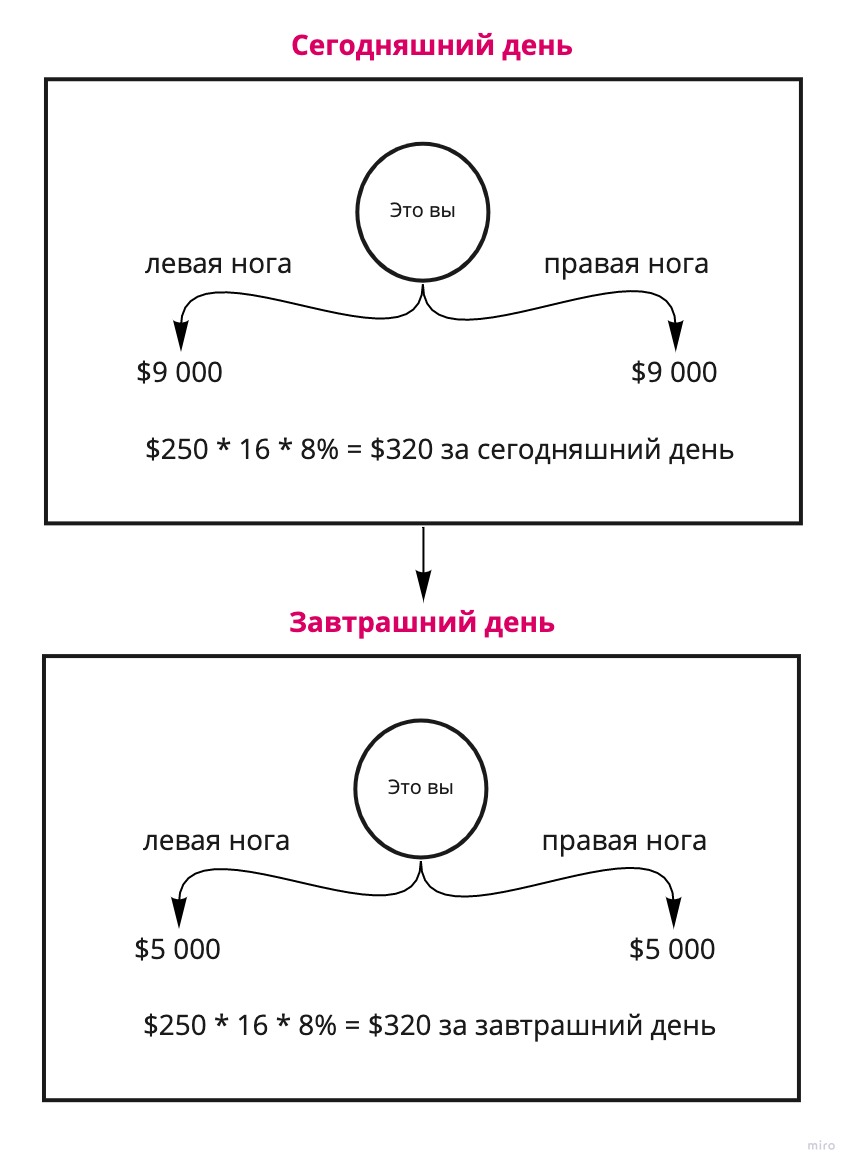 Сегодняшний день
Это вы
левая нога
правая нога
$9 000
$9 000
$250 * 16 * 8% = $320 за сегодняшний день
Завтрашний день
Это вы
левая нога
правая нога
$5 000
$5 000
$250 * 16 * 8% = $320 за завтрашний день
miro